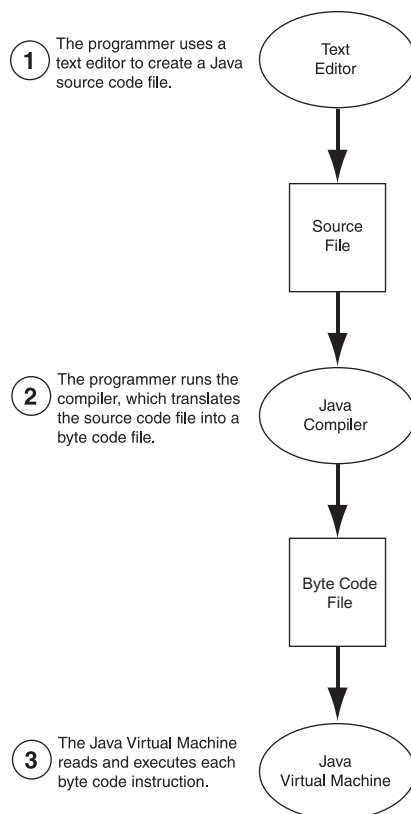 1
The programmer uses a
text editor to create a Java
source code file.
Text
Editor
Source
File
2
The programmer runs the
compiler, which translates
the source code file into a
byte code file.
Java
Compiler
Byte Code
File
3
The Java Virtual Machine
reads and executes each
byte code instruction.
Java
Virtual Machine